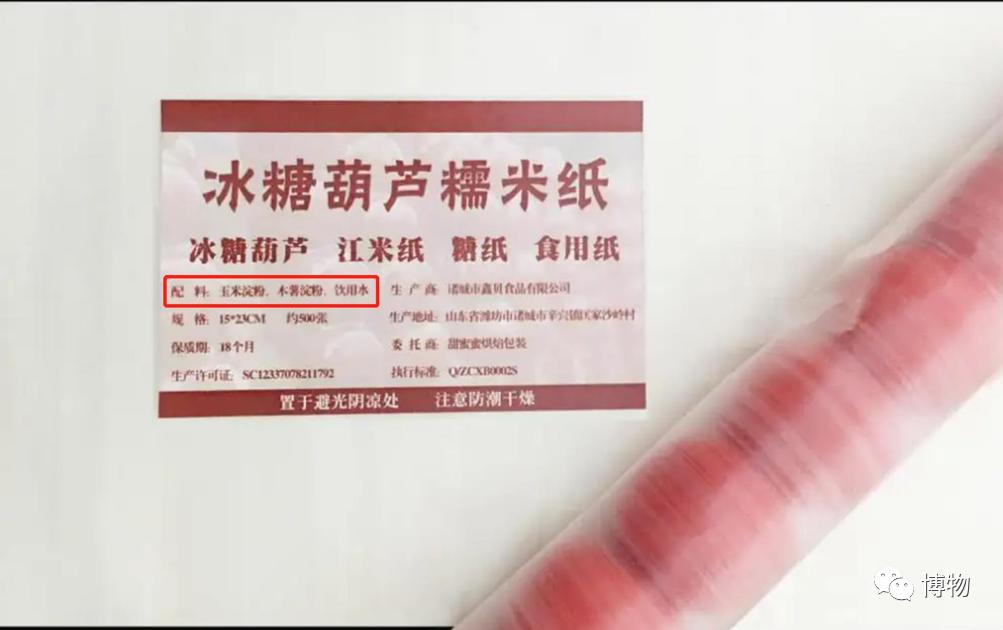 冰糖葫芦糯米纸
冰糖葫芦 江米纸 糖纸 食用纸
配 料: 玉米淀粉、木薯淀粉、饮用水
生 产 商: 诸城市鑫贝食品有限公司
规 格: 15*23CM 约500张
生产地址: 山东省潍坊市诸城市辛兴镇家沙岭村
保质期: 18个月
委 托 商: 甜蜜蜜烘焙包装
生产许可证: SC12337078211792
执行标准: Q/ZCXB0002S
置于避光阴凉处 注意防潮干燥
博物